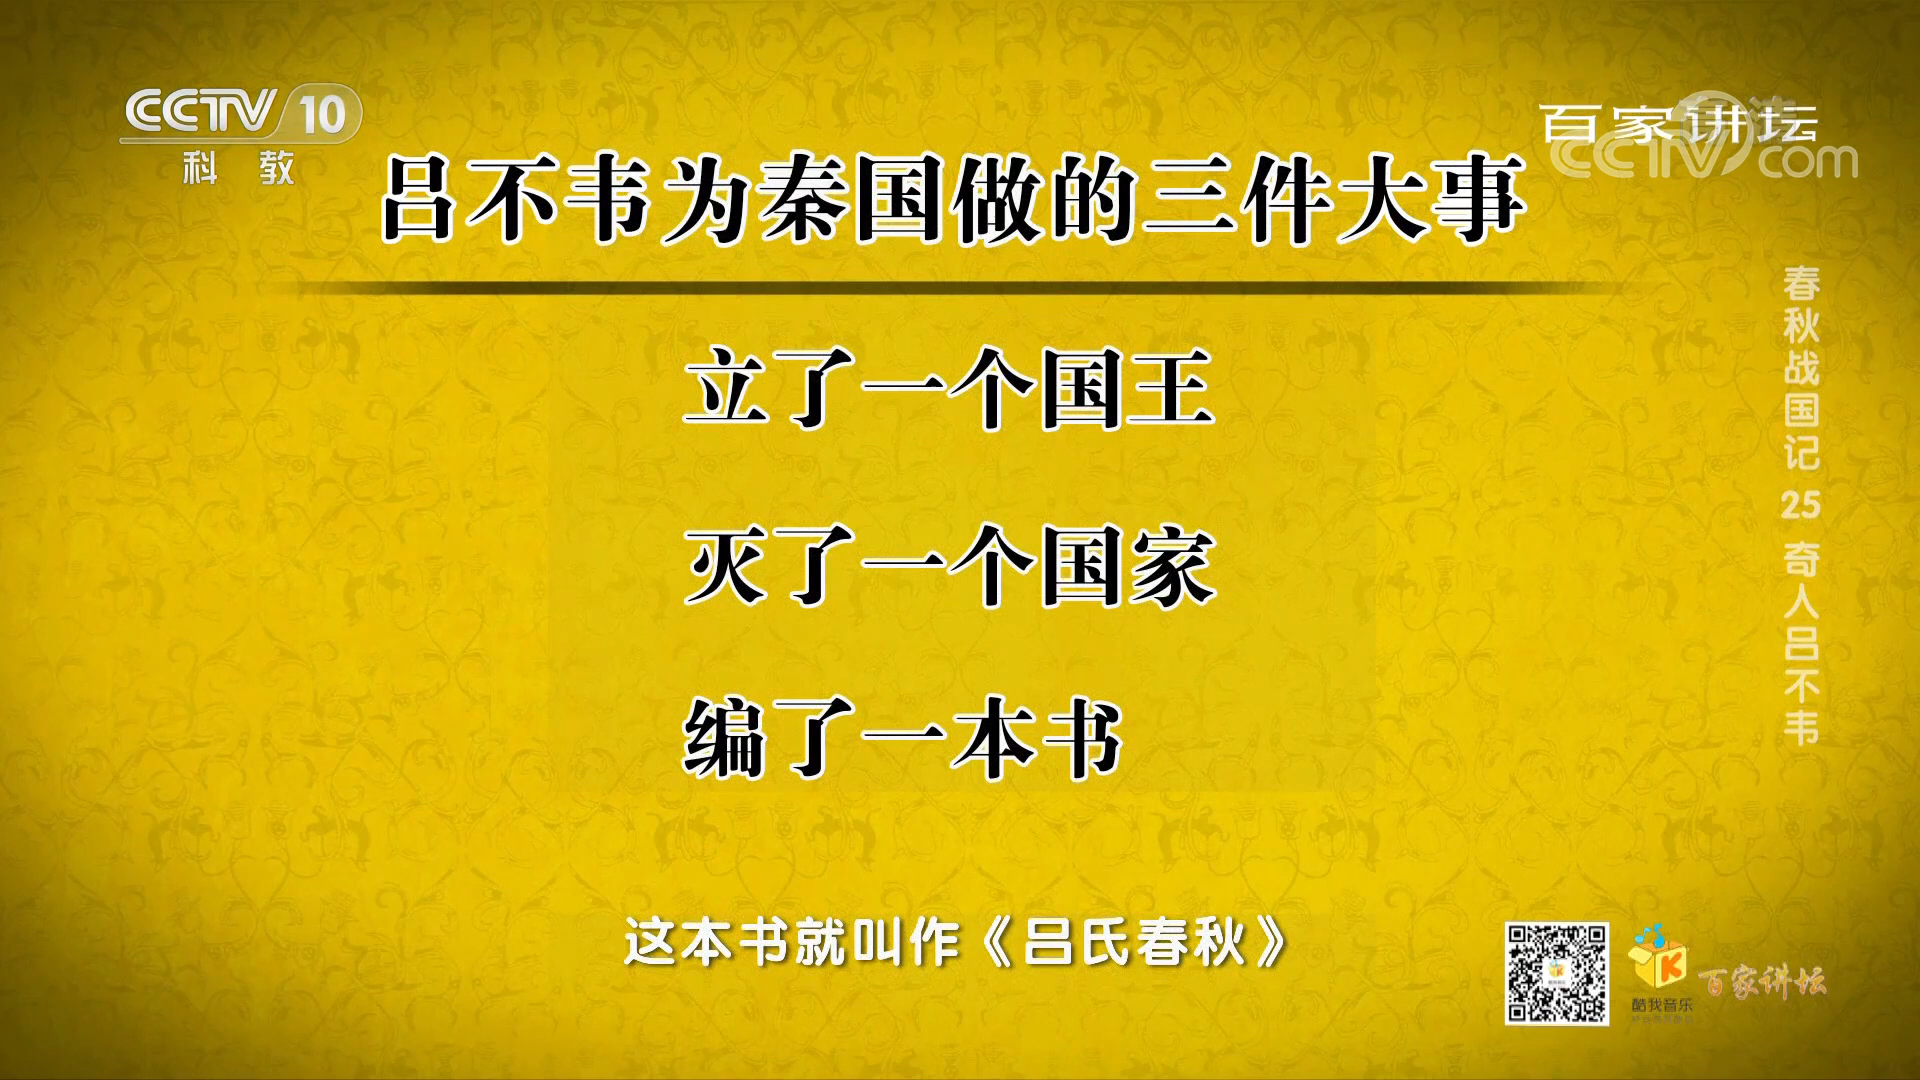 CCTV 10
科教
百家讲坛
CCTV com
吕不韦为秦国做的三件大事
立了一个国王
灭了一个国家
编了一本书
春秋战国记 25 奇人吕不韦
这本书就叫作《吕氏春秋》
K
酷我音乐
百家讲坛